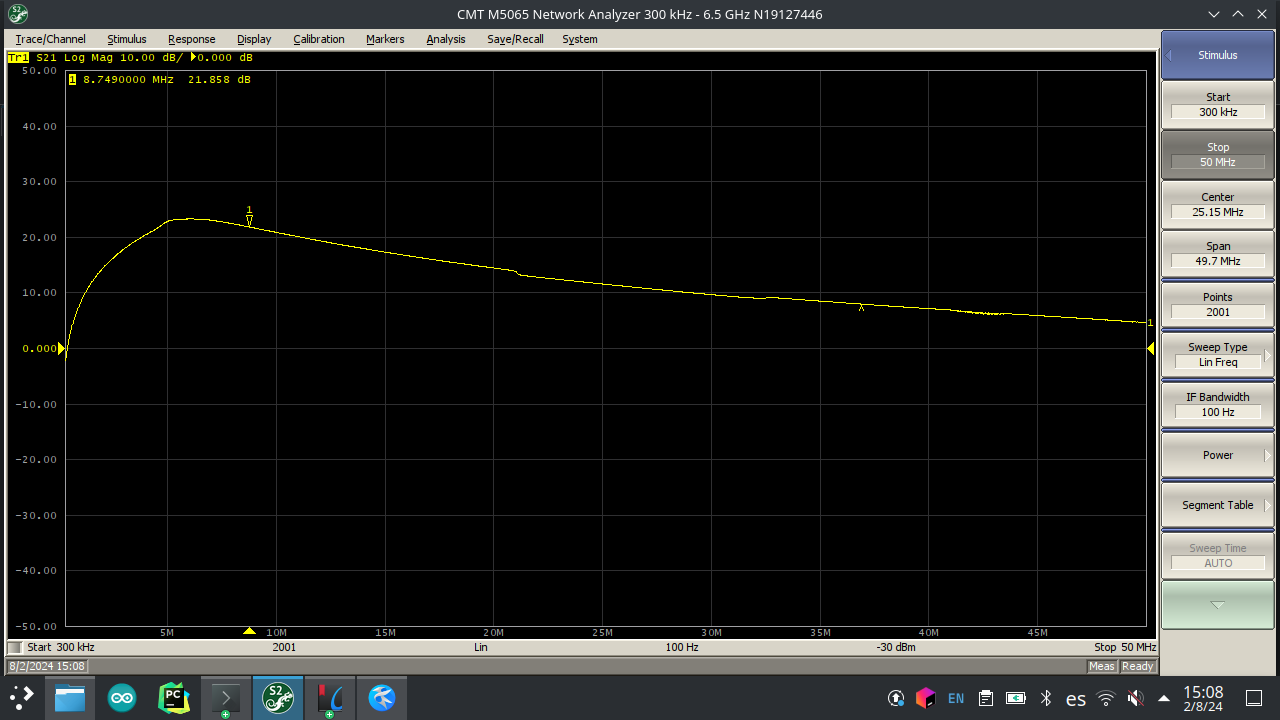 CMT M5065 Network Analyzer 300 kHz - 6.5 GHz N19127446
Trace/Channel Stimulus Response Display Calibration Markers Analysis Save/Recall System
Tr1 S21 Log Mag 10.00 dB/ 0.000 dB
50.00
1 8.7490000 MHz 21.858 dB
40.00
30.00
1
20.00
10.00
1
0.000
-10.00
-20.00
-30.00
-40.00
-50.00
5M 10M 15M 20M 25M 30M 35M 40M 45M
Start 300 kHz 2001 Lin 100 Hz -30 dBm Stop 50 MHz
8/2/2024 15:08 Meas Ready
Stimulus
Start
300 kHz
Stop
50 MHz
Center
25.15 MHz
Span
49.7 MHz
Points
2001
Sweep Type
Lin Freq
IF Bandwidth
100 Hz
Power
Segment Table
Sweep Time
AUTO
S2
PC
S2
EN
es
15:08
2/8/24